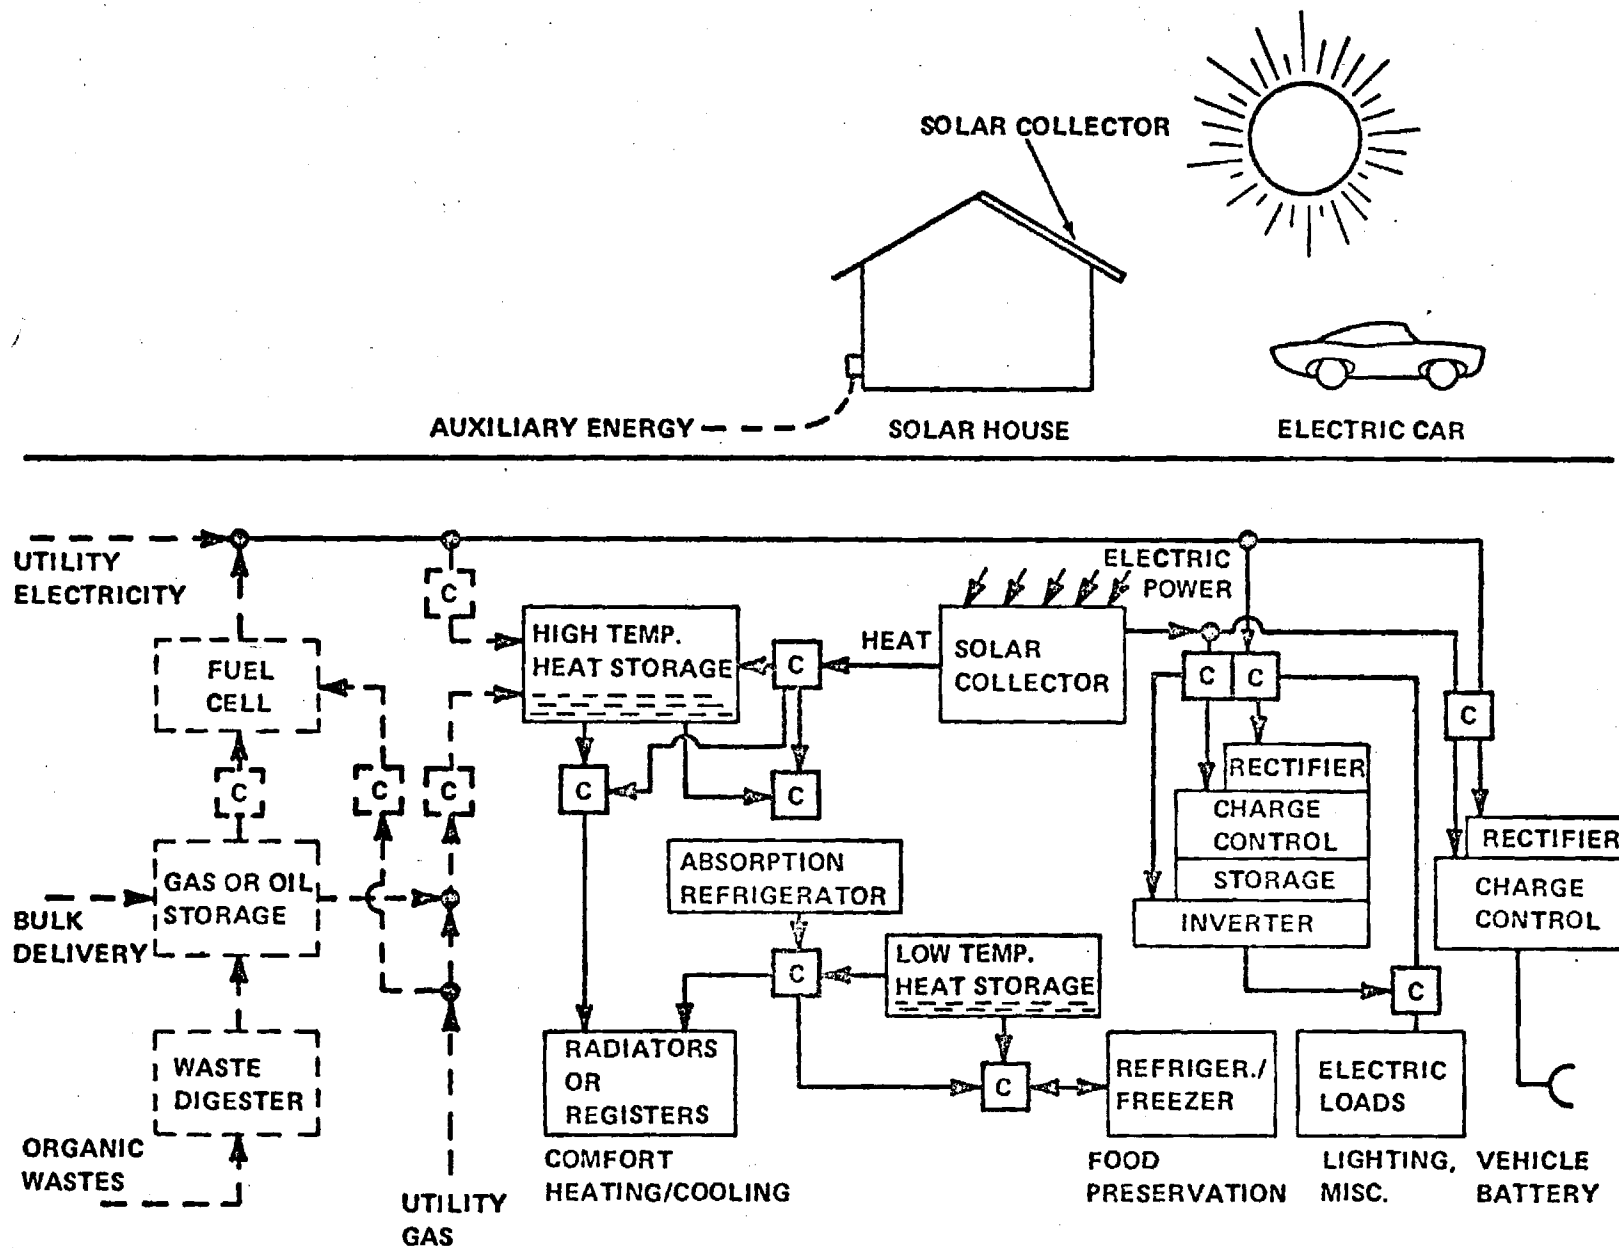 SOLAR COLLECTOR
AUXILIARY ENERGY
SOLAR HOUSE
ELECTRIC CAR
UTILITY
ELECTRICITY
C
FUEL
CELL
C
C
C
GAS OR OIL
STORAGE
BULK
DELIVERY
WASTE
DIGESTER
ORGANIC
WASTES
UTILITY
GAS
HIGH TEMP.
HEAT STORAGE
C
HEAT
SOLAR
COLLECTOR
ELECTRIC
POWER
C
C
C
C
C
RECTIFIER
CHARGE
CONTROL
STORAGE
INVERTER
RECTIFIER
CHARGE
CONTROL
ABSORPTION
REFRIGERATOR
C
LOW TEMP.
HEAT STORAGE
C
RADIATORS
OR
REGISTERS
C
REFRIGER./
FREEZER
ELECTRIC
LOADS
COMFORT
HEATING/COOLING
FOOD
PRESERVATION
LIGHTING,
MISC.
VEHICLE
BATTERY